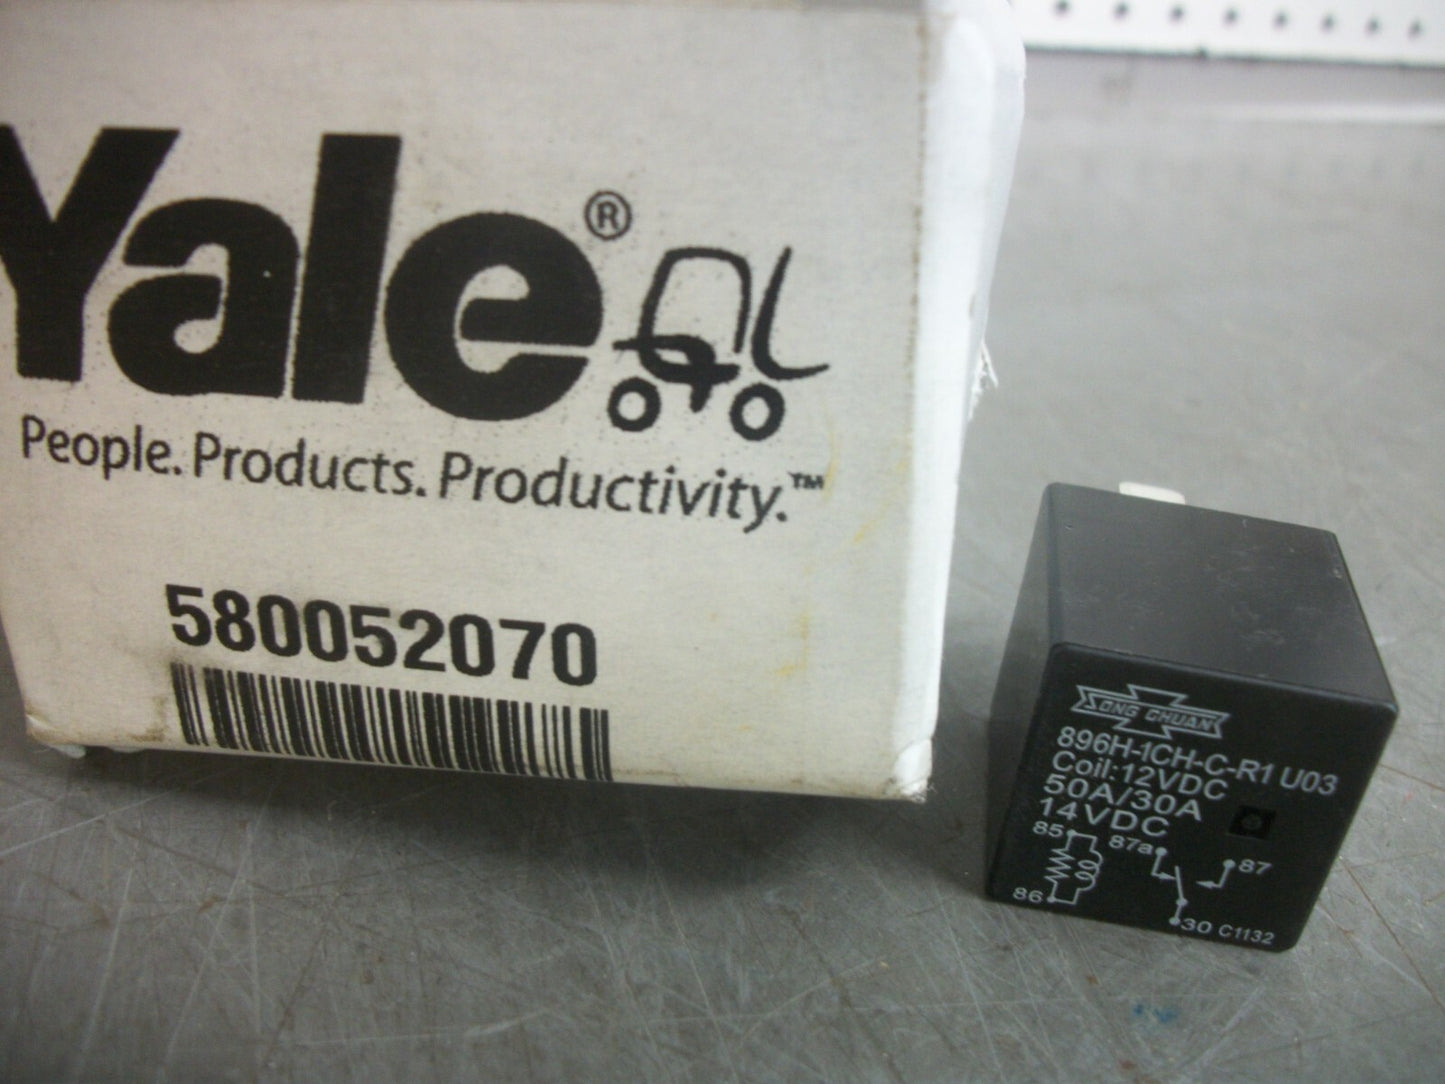 Yale®
People. Products. Productivity.™
580052070
SONG CHUAN
896H-1CH-C-R1 U03
Coil:12VDC
50A/30A
14VDC
85 87a 87
86 30 C1132